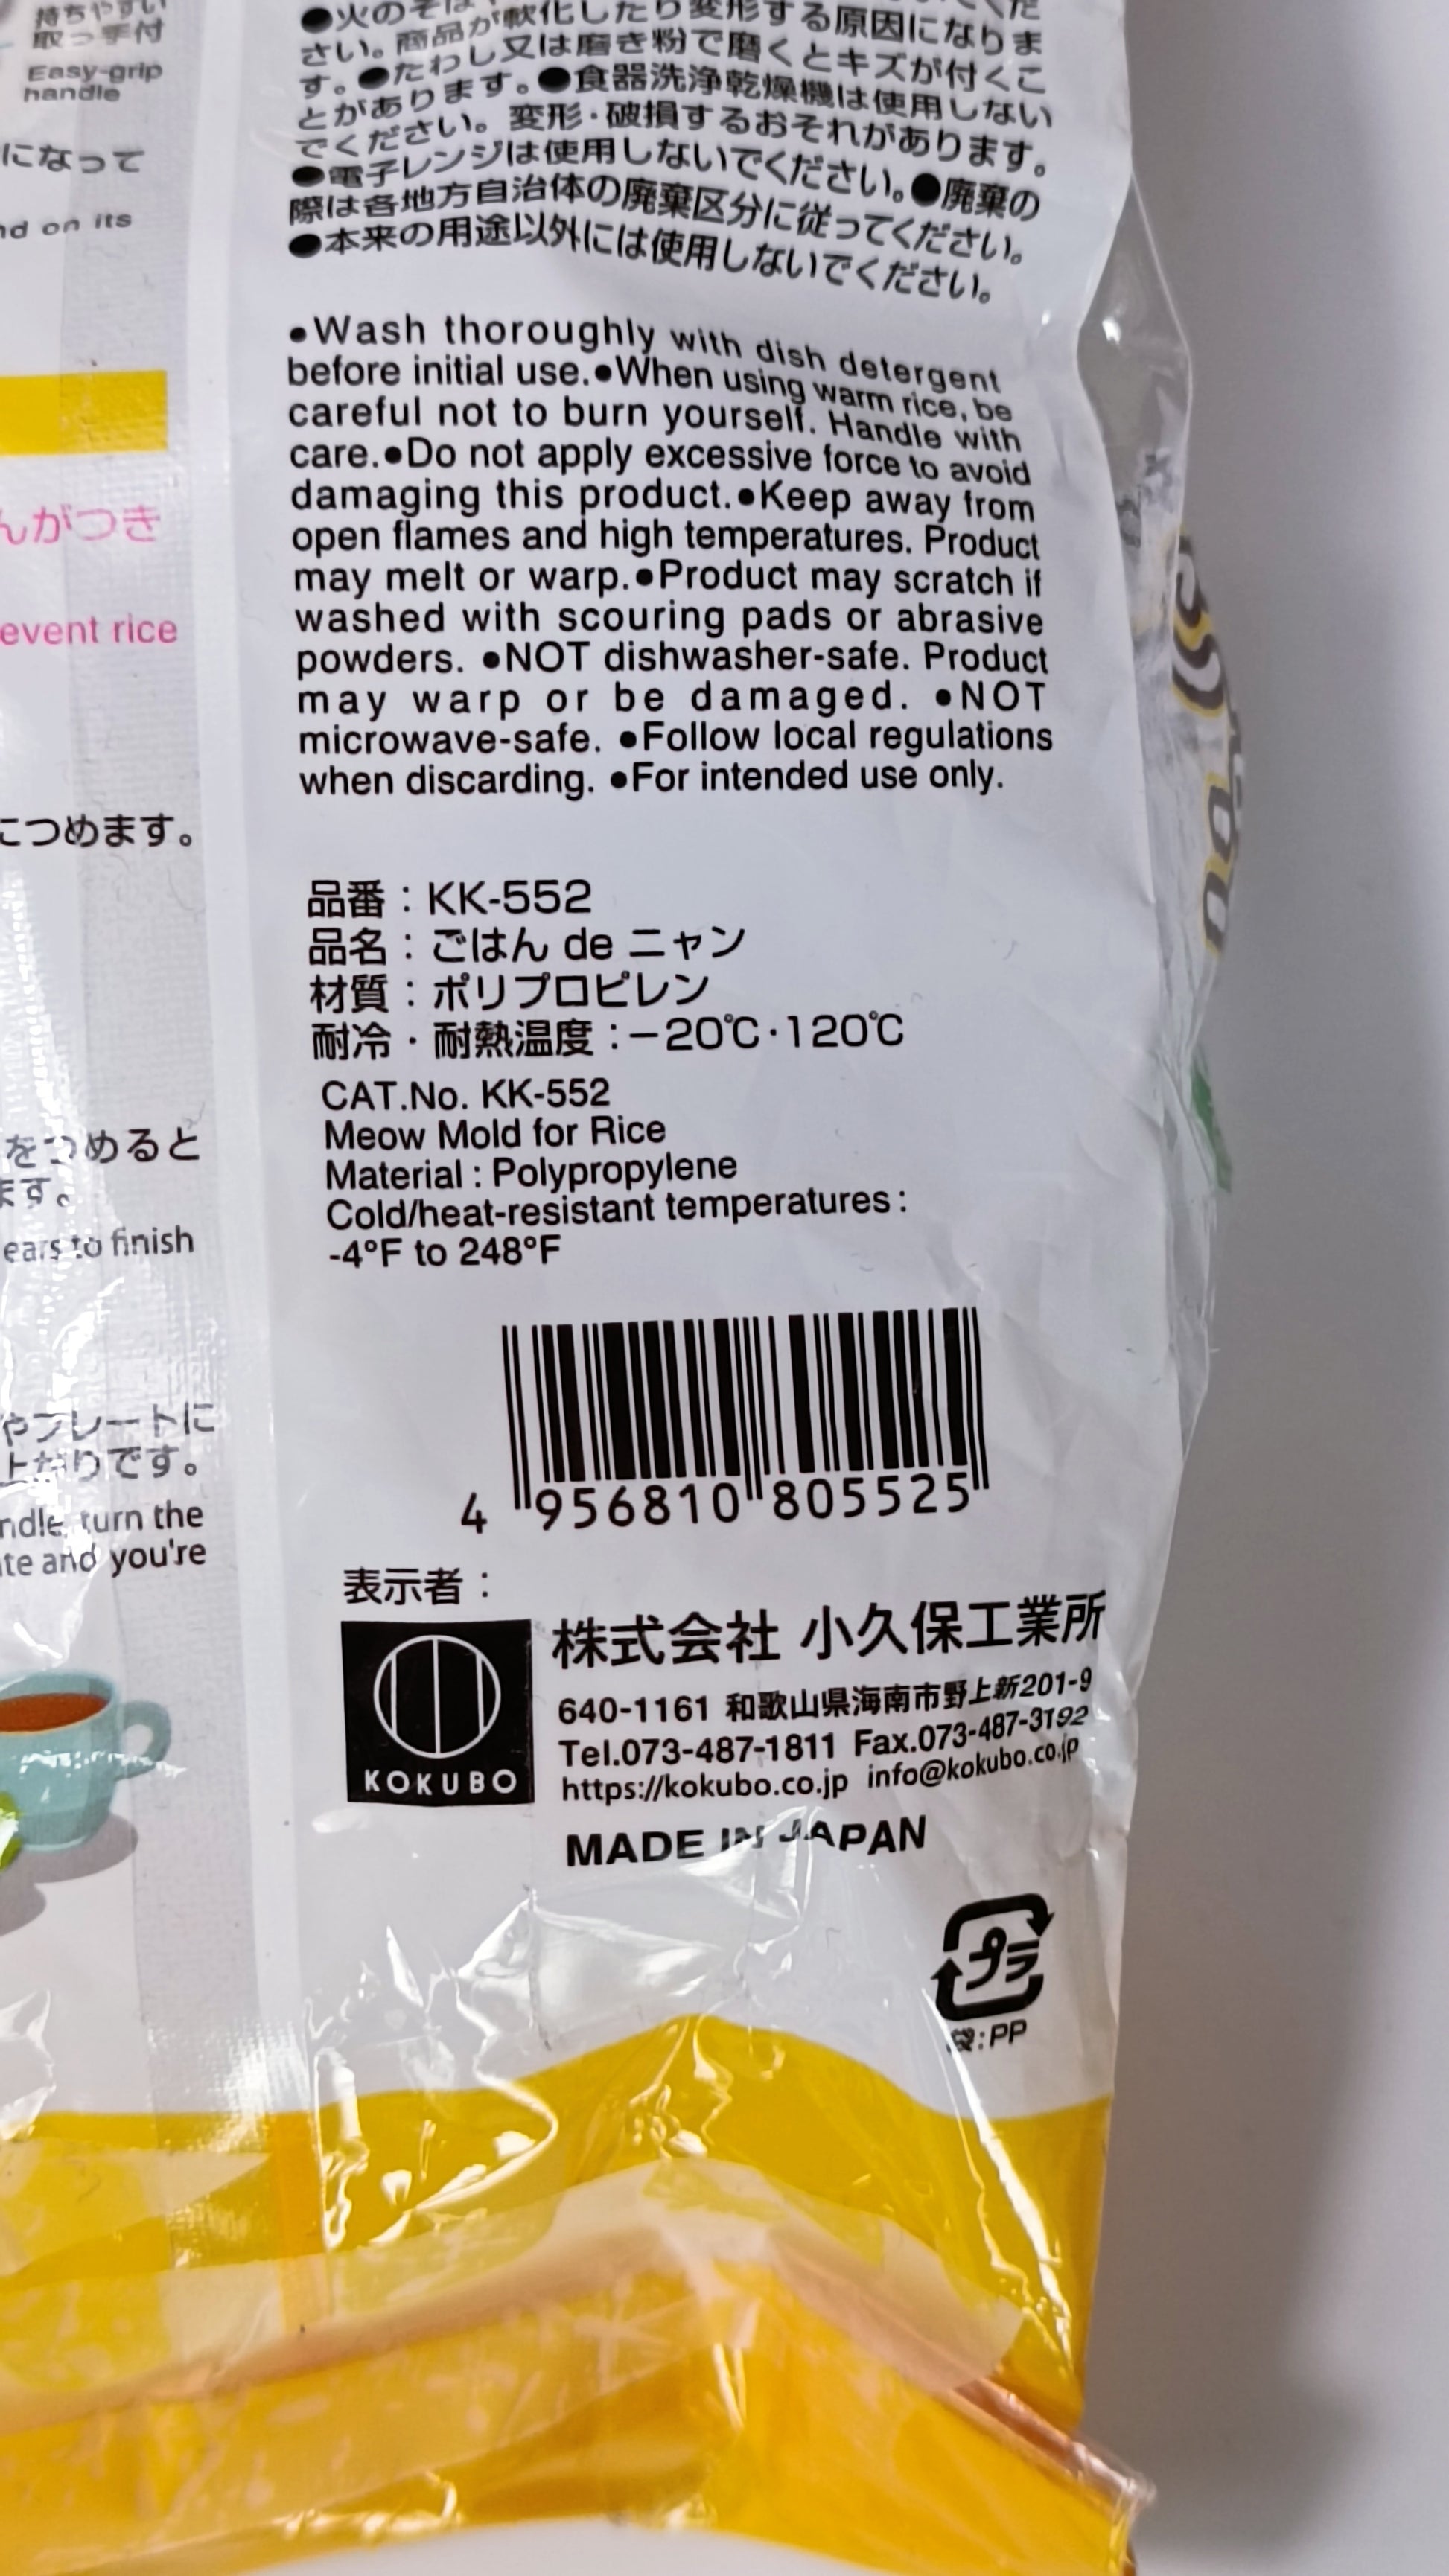 持ちやすい
取っ手付
Easy-grip
handle
になって
nd on its
んがつき
event rice
につめます。
をつめると
ます。
ears to finish
やプレートに
上がりです。
ndle, turn the
te and you're
●火のそば
さい。商品が軟化したり変形する原因になりま
す。●たわし又は磨き粉で磨くとキズが付くこ
とがあります。●食器洗浄乾燥機は使用しない
でください。変形・破損するおそれがあります。
●電子レンジは使用しないでください。●廃棄の
際は各地方自治体の廃棄区分に従ってください。
●本来の用途以外には使用しないでください。
●Wash thoroughly with dish detergent
before initial use.●When using warm rice, be
careful not to burn yourself. Handle with
care.●Do not apply excessive force to avoid
damaging this product.●Keep away from
open flames and high temperatures. Product
may melt or warp.●Product may scratch if
washed with scouring pads or abrasive
powders. ●NOT dishwasher-safe. Product
may warp or be damaged. ●NOT
microwave-safe. ●Follow local regulations
when discarding. ●For intended use only.
品番：KK-552
品名：ごはん de ニャン
材質：ポリプロピレン
耐冷・耐熱温度：－20℃・120℃
CAT.No. KK-552
Meow Mold for Rice
Material : Polypropylene
Cold/heat-resistant temperatures :
-4°F to 248°F
4 956810 805525
表示者：
株式会社 小久保工業所
640-1161 和歌山県海南市野上新201-9
Tel.073-487-1811 Fax.073-487-3192
https://kokubo.co.jp info@kokubo.co.jp
KOKUBO
MADE IN JAPAN
プラ
袋:PP